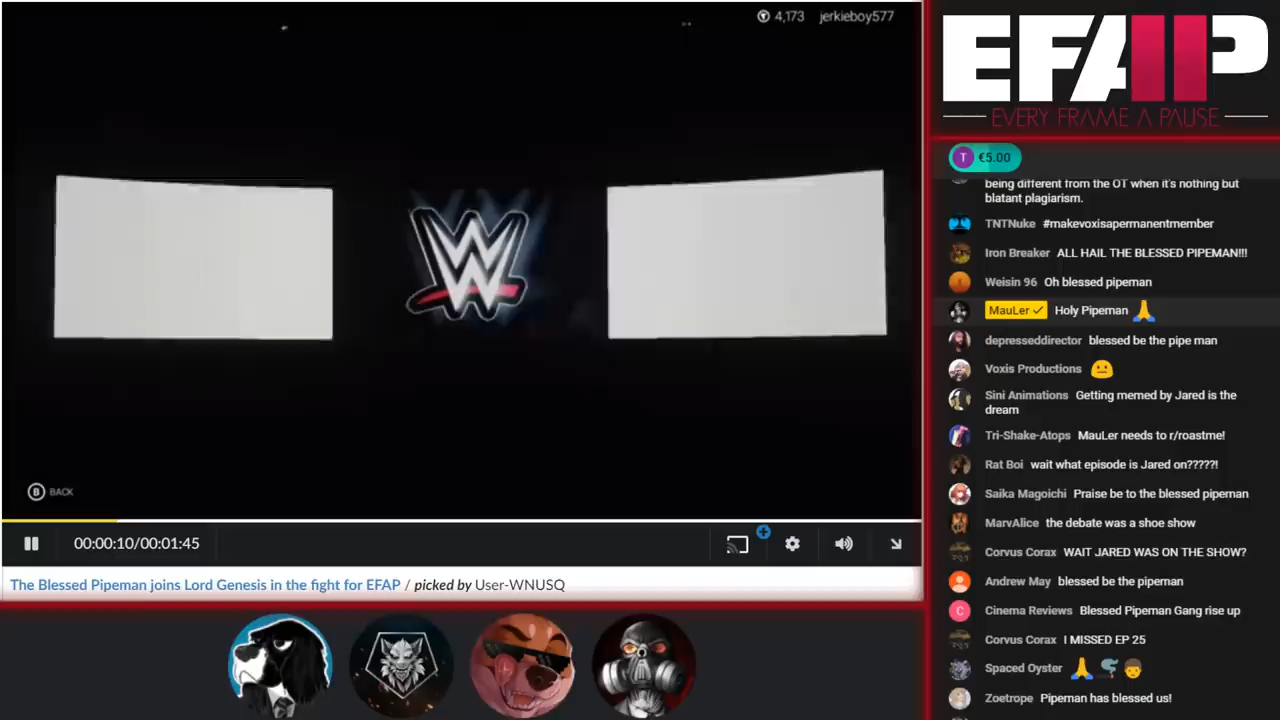 4,173 jerkieboy577
W
B BACK
00:00:10/00:01:45
The Blessed Pipeman joins Lord Genesis in the fight for EFAP / picked by User-WNUSQ
EFAP
EVERY FRAME A PAUSE
T €5.00
being different from the OT when it's nothing but
blatant plagiarism.
TNTNuke #makevoxisapermanentmember
Iron Breaker ALL HAIL THE BLESSED PIPEMAN!!!
Weisin 96 Oh blessed pipeman
MauLer ✓ Holy Pipeman 🙏
depresseddirector blessed be the pipe man
Voxis Productions 😐
Sini Animations Getting memed by Jared is the
dream
Tri-Shake-Atops MauLer needs to r/roastme!
Rat Boi wait what episode is Jared on?????!
Saika Magoichi Praise be to the blessed pipeman
MarvAlice the debate was a shoe show
Corvus Corax WAIT JARED WAS ON THE SHOW?
Andrew May blessed be the pipeman
C Cinema Reviews Blessed Pipeman Gang rise up
Corvus Corax I MISSED EP 25
Spaced Oyster 🙏 🚬 👨
Zoetrope Pipeman has blessed us!